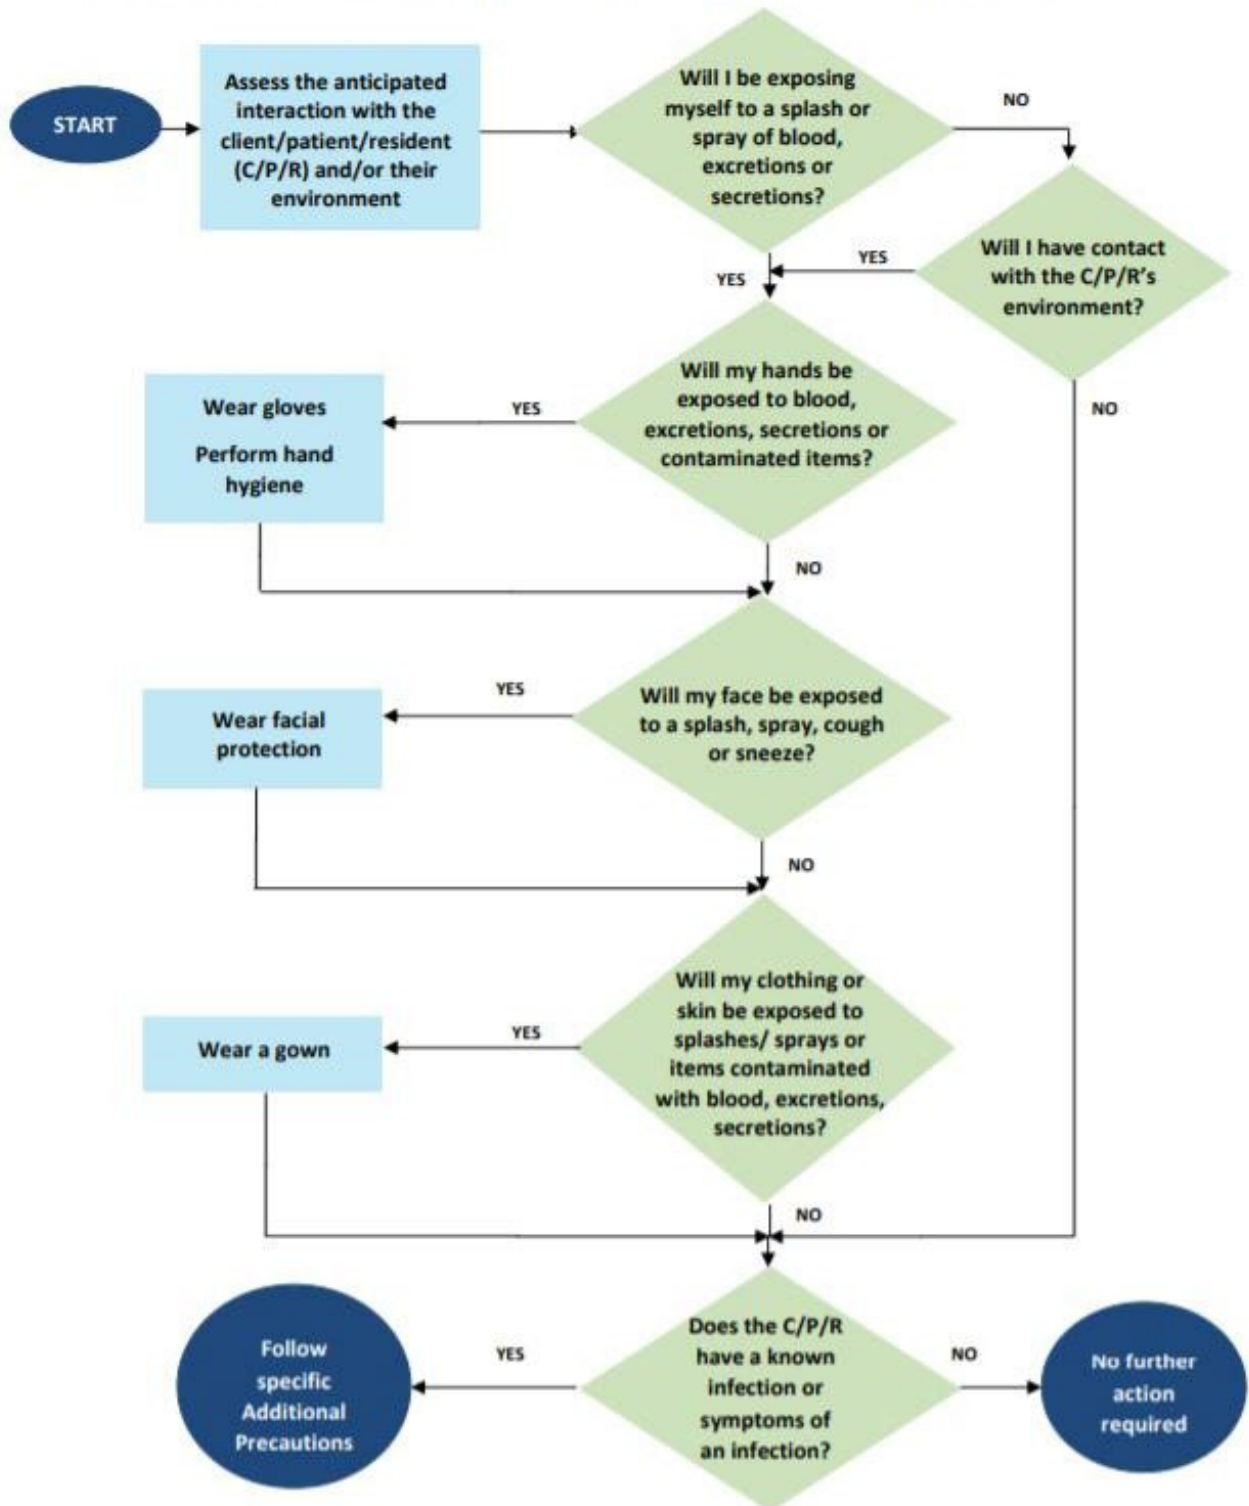 START
Assess the anticipated
interaction with the
client/patient/resident
(C/P/R) and/or their
environment
Will I be exposing
myself to a splash or
spray of blood,
excretions or
secretions?
NO
Will I have contact
with the C/P/R's
environment?
YES
YES
NO
Will my hands be
exposed to blood,
excretions, secretions or
contaminated items?
YES
Wear gloves
Perform hand
hygiene
NO
Will my face be exposed
to a splash, spray, cough
or sneeze?
YES
Wear facial
protection
NO
Will my clothing or
skin be exposed to
splashes/ sprays or
items contaminated
with blood, excretions,
secretions?
YES
Wear a gown
NO
Does the C/P/R
have a known
infection or
symptoms of
an infection?
YES
Follow
specific
Additional
Precautions
NO
No further
action
required